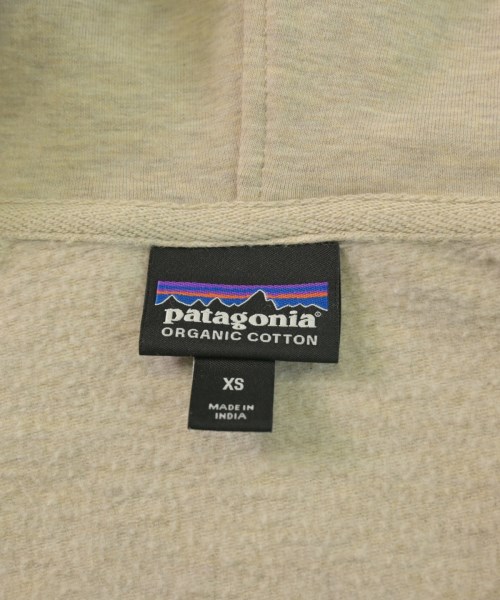 patagonia®
ORGANIC COTTON
XS
MADE IN
INDIA